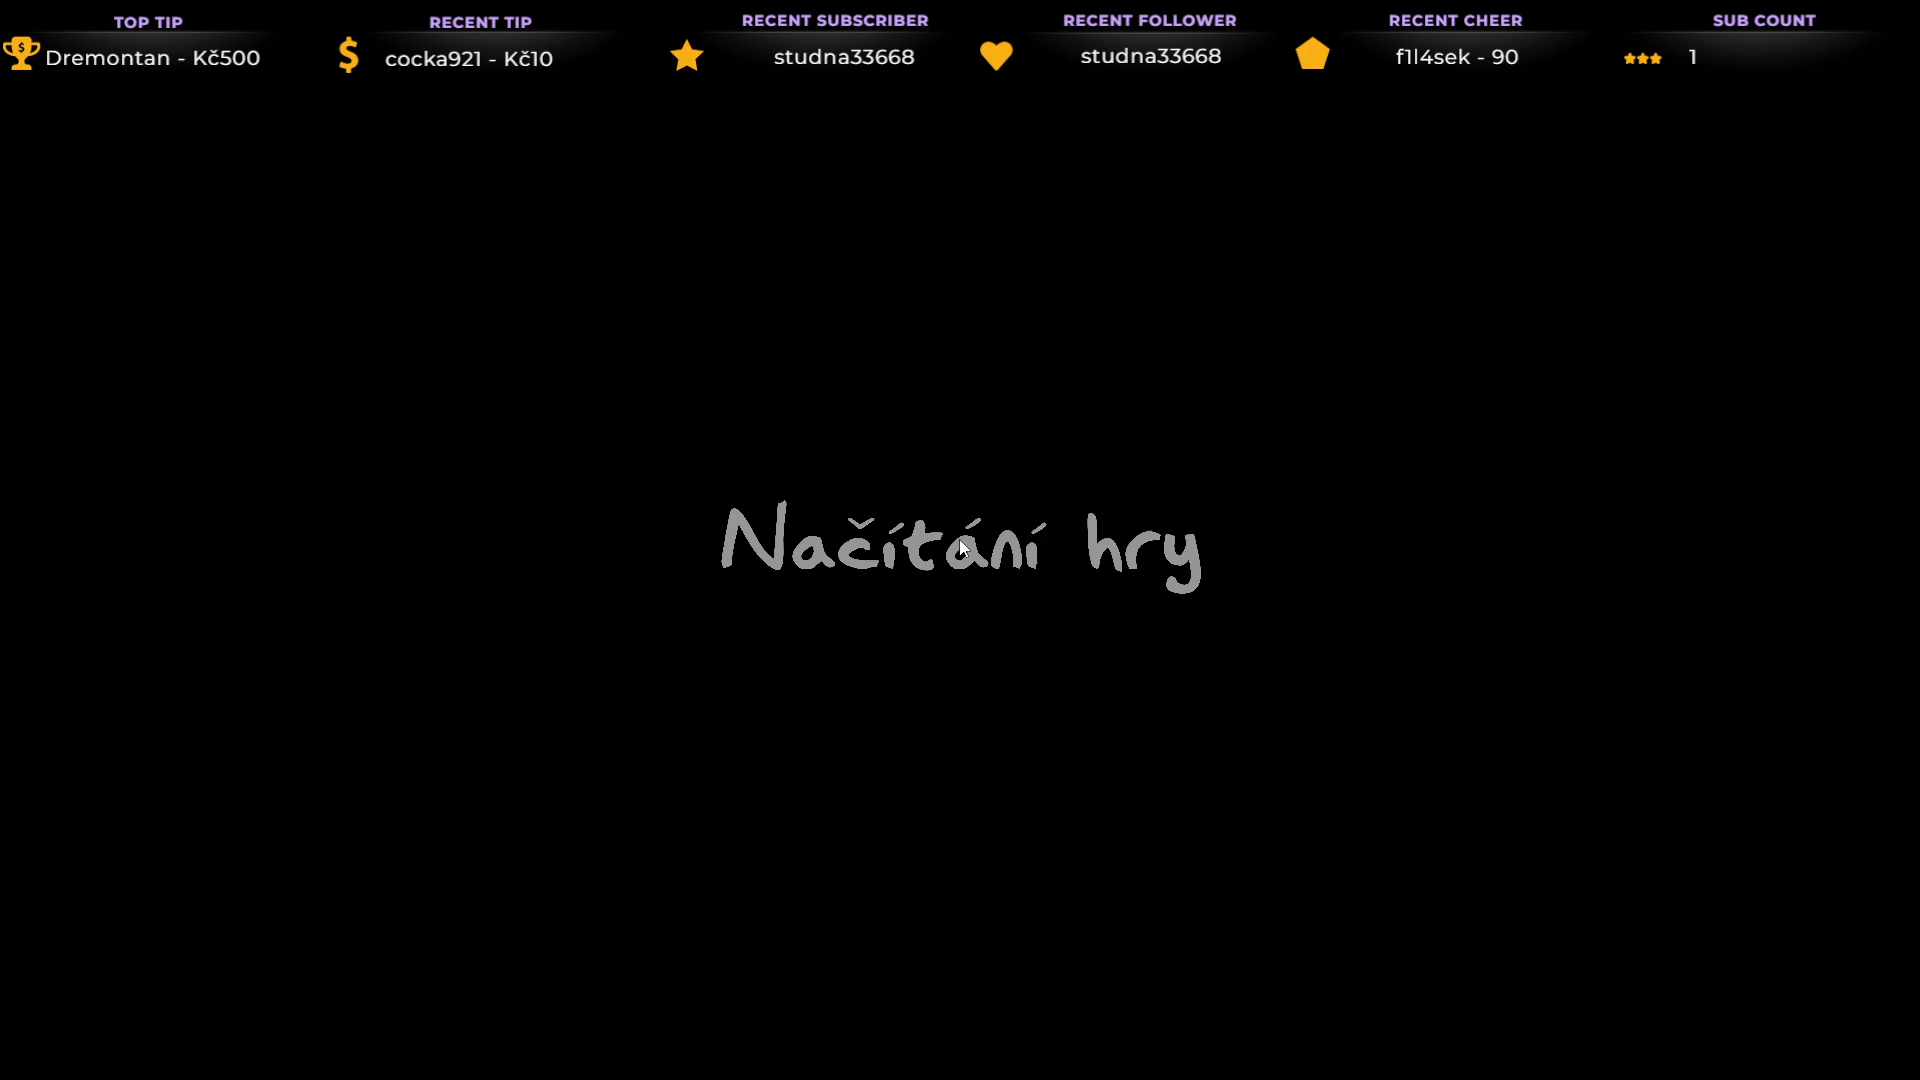 TOP TIP
Dremontan - Kč500
RECENT TIP
cocka921 - Kč10
RECENT SUBSCRIBER
studna33668
RECENT FOLLOWER
studna33668
RECENT CHEER
f1l4sek - 90
SUB COUNT
1
Načítání hry